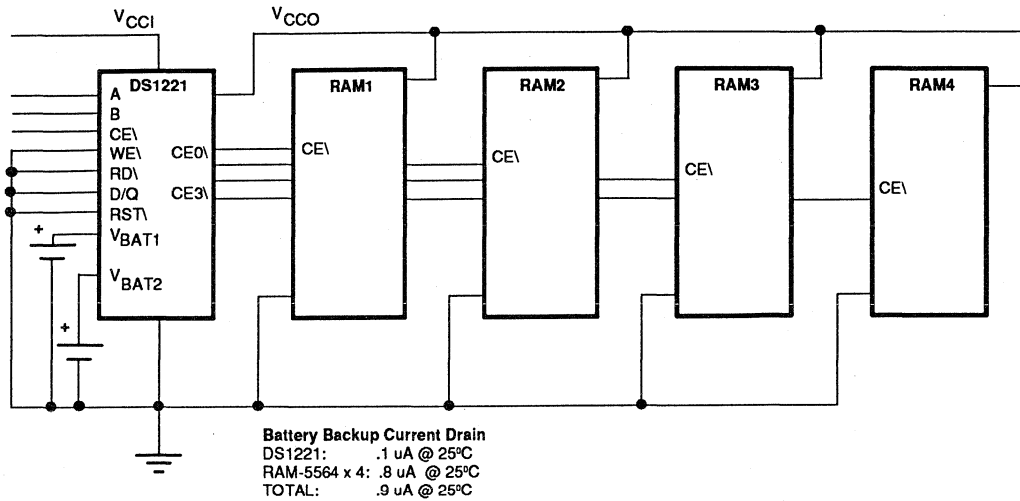 VCCI
VCCO
DS1221
RAM1
RAM2
RAM3
RAM4
A
B
CE\
WE\
RD\
D/Q
RST\
VBAT1
VBAT2
CE0\
CE3\
CE\
CE\
CE\
CE\
+
+
Battery Backup Current Drain
DS1221: .1 uA @ 25ºC
RAM-5564 x 4: .8 uA @ 25ºC
TOTAL: .9 uA @ 25ºC